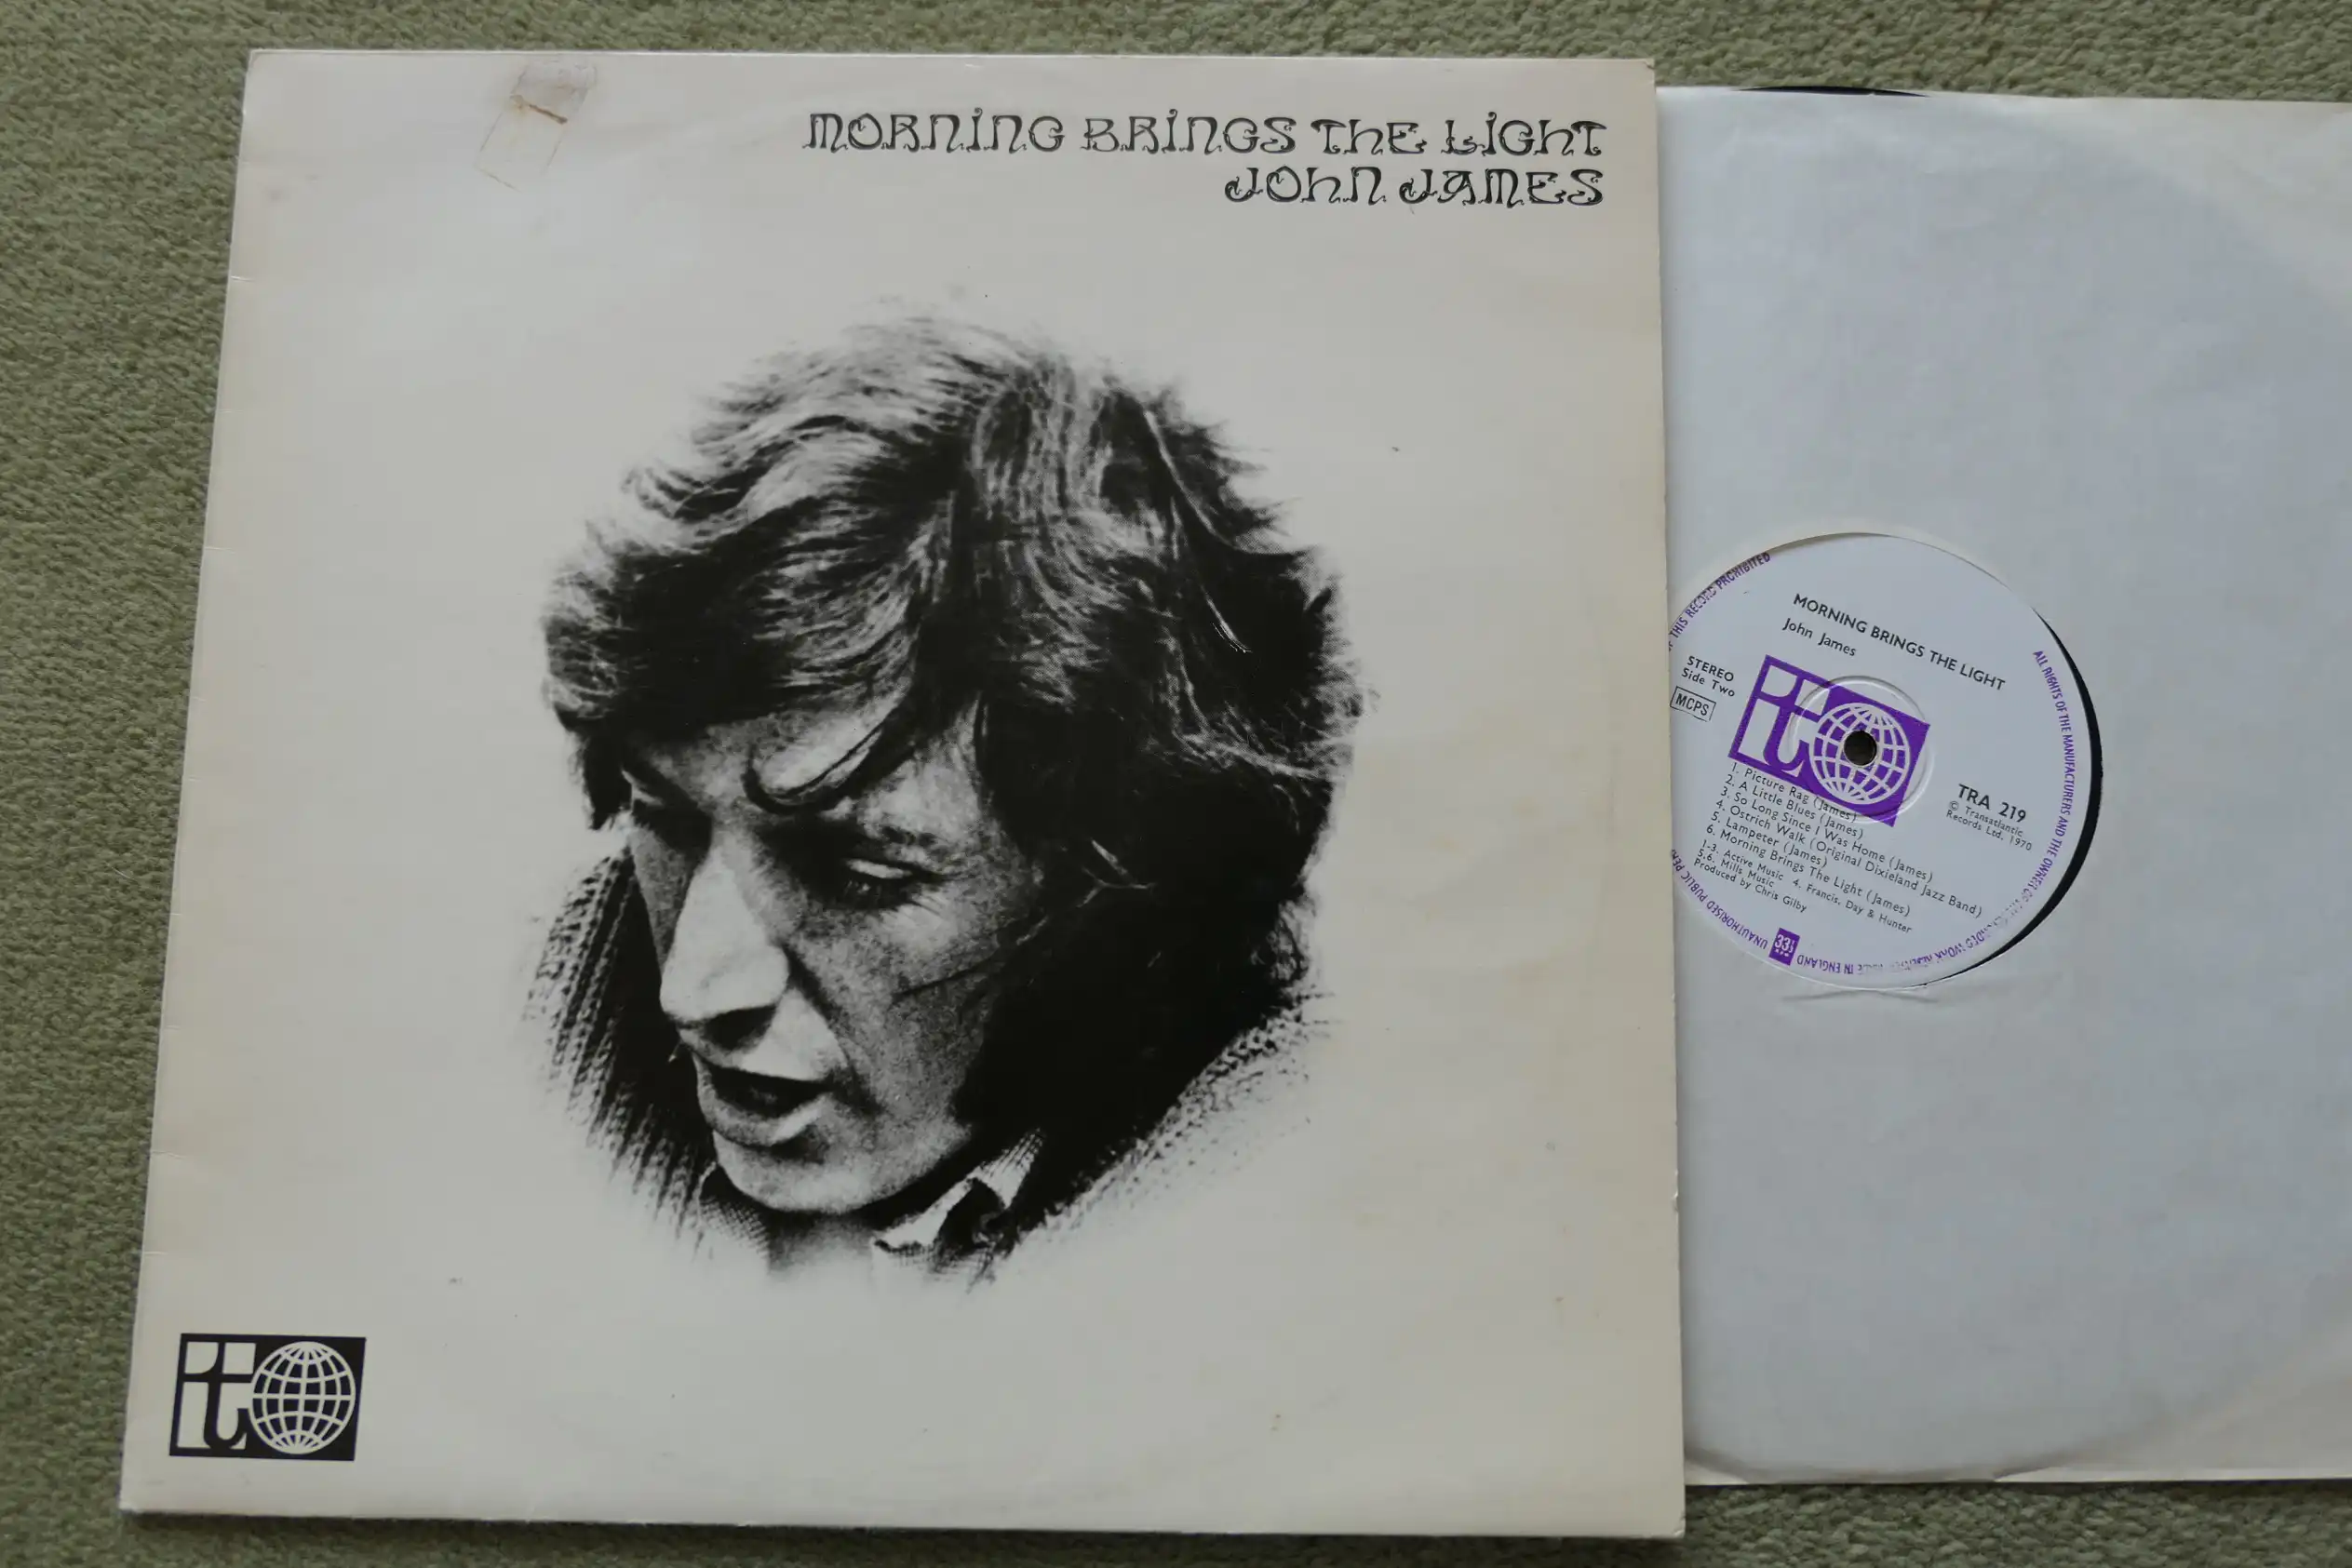 MORNING BRINGS THE LIGHT
JOHN JAMES
it
MORNING BRINGS THE LIGHT
John James
STEREO
Side Two
MCPS
it
TRA 219
© Transatlantic
Records Ltd. 1970
1. Picture Rag (James)
2. A Little Blues (James)
3. So Long Since I Was Home (James)
4. Ostrich Walk (Original Dixieland Jazz Band)
5. Lampeter (James)
6. Morning Brings The Light (James)
1-3. Active Music 4. Francis, Day & Hunter
5.6. Mills Music
Produced by Chris Gilby
ALL RIGHTS OF THE MANUFACTURERS AND THE OWNER OF
UNAUTHORISED PUBLIC
THIS RECORD PROHIBITED
33⅓
MADE IN ENGLAND